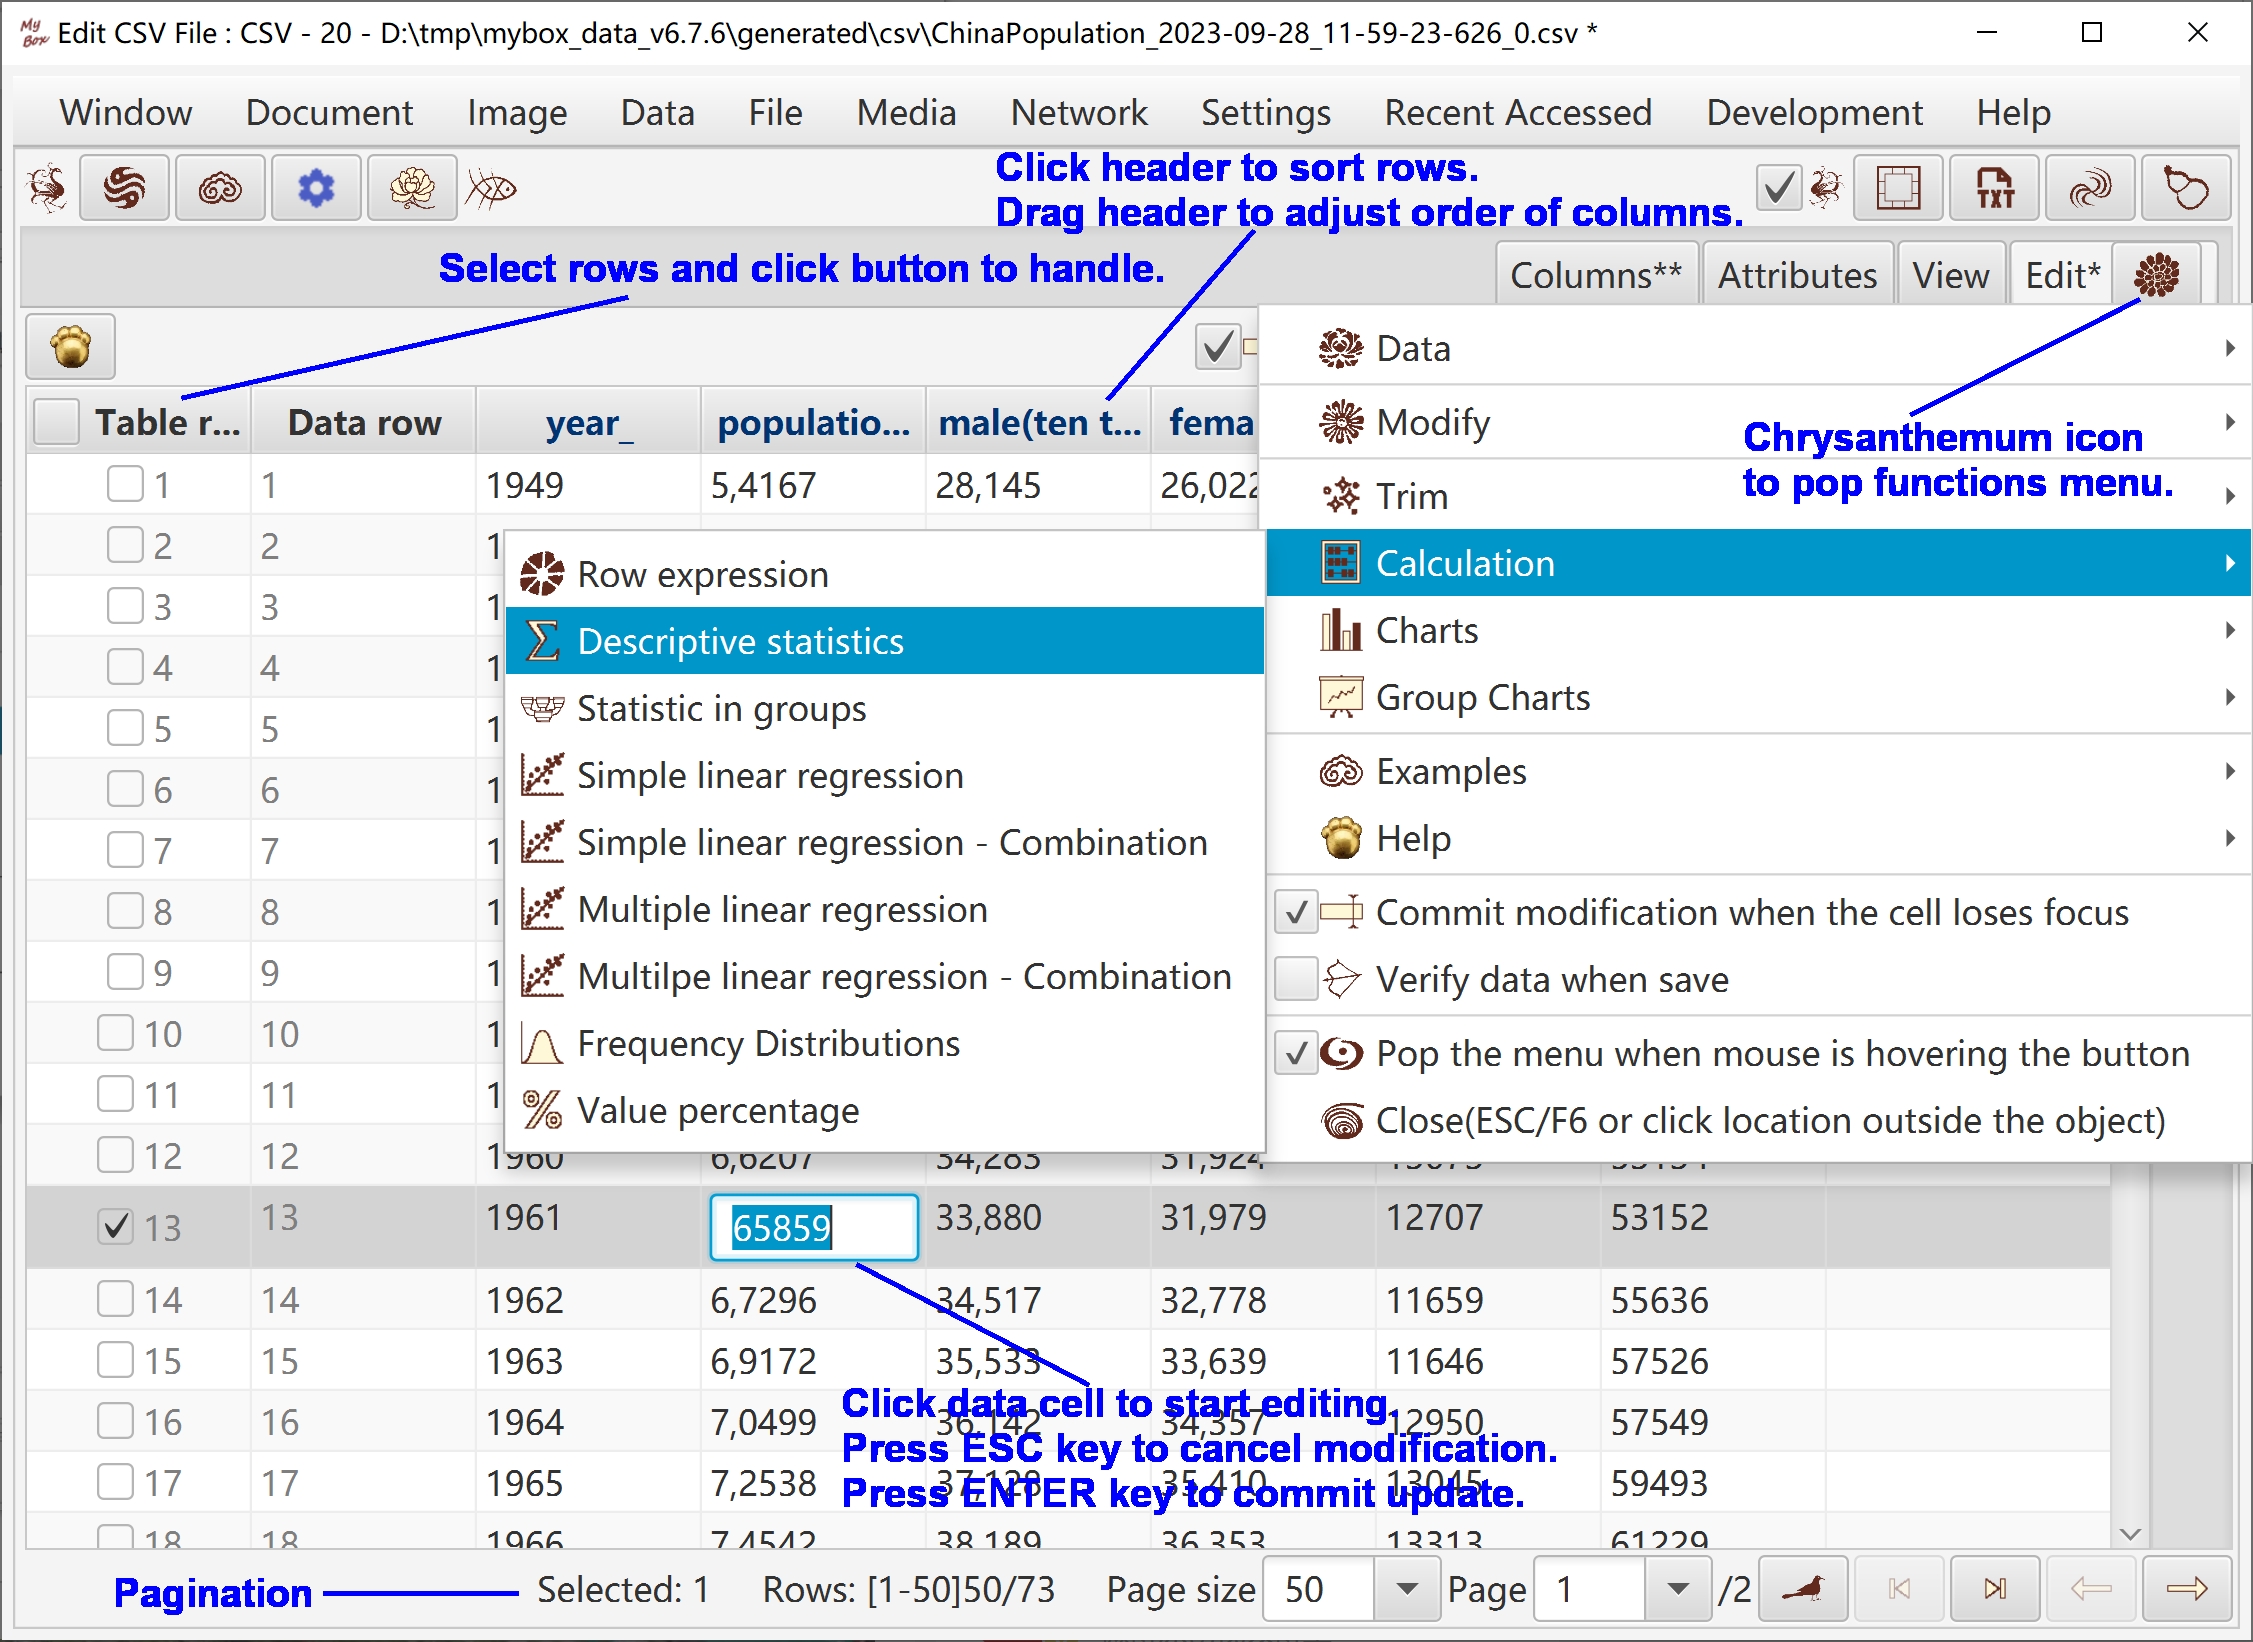 My Box
Edit CSV File : CSV - 20 - D:\tmp\mybox_data_v6.7.6\generated\csv\ChinaPopulation_2023-09-28_11-59-23-626_0.csv *
Window Document Image Data File Media Network Settings Recent Accessed Development Help
TXT
Click header to sort rows.
Drag header to adjust order of columns.
Select rows and click button to handle.
Columns** Attributes View Edit*
Chrysanthemum icon
to pop functions menu.
Data
Modify
Trim
Calculation
Charts
Group Charts
Examples
Help
Commit modification when the cell loses focus
Verify data when save
Pop the menu when mouse is hovering the button
Close(ESC/F6 or click location outside the object)
Row expression
Descriptive statistics
Statistic in groups
Simple linear regression
Simple linear regression - Combination
Multiple linear regression
Multilpe linear regression - Combination
Frequency Distributions
Value percentage
Table r... Data row year_ populatio... male(ten t... fema
1 1 1949 5,4167 28,145 26,022
2 2 1
3 3 1
4 4 1
5 5 1
6 6 1
7 7 1
8 8 1
9 9 1
10 10 1
11 11 1
12 12 1960 6,6207 34,283 31,924
13 13 1961 65859 33,880 31,979 12707 53152
14 14 1962 6,7296 34,517 32,778 11659 55636
15 15 1963 6,9172 35,533 33,639 11646 57526
16 16 1964 7,0499 36,142 34,357 12950 57549
17 17 1965 7,2538 37,128 35,410 13045 59493
18 18 1966 7,4542 38,189 36,353 13313 61229
Click data cell to start editing.
Press ESC key to cancel modification.
Press ENTER key to commit update.
Pagination Selected: 1 Rows: [1-50]50/73 Page size 50 Page 1 /2